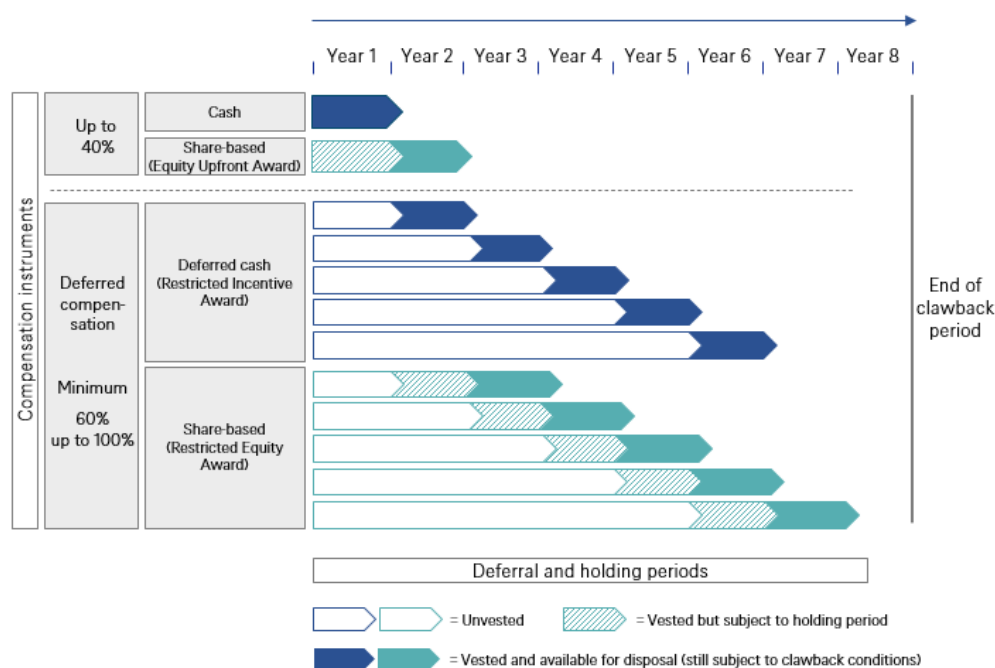 Year 1 Year 2 Year 3 Year 4 Year 5 Year 6 Year 7 Year 8
Compensation instruments
Up to
40%
Cash
Share-based
(Equity Upfront Award)
Deferred
compen-
sation
Minimum
60%
up to 100%
Deferred cash
(Restricted Incentive
Award)
Share-based
(Restricted Equity
Award)
End of
clawback
period
Deferral and holding periods
= Unvested
= Vested but subject to holding period
= Vested and available for disposal (still subject to clawback conditions)